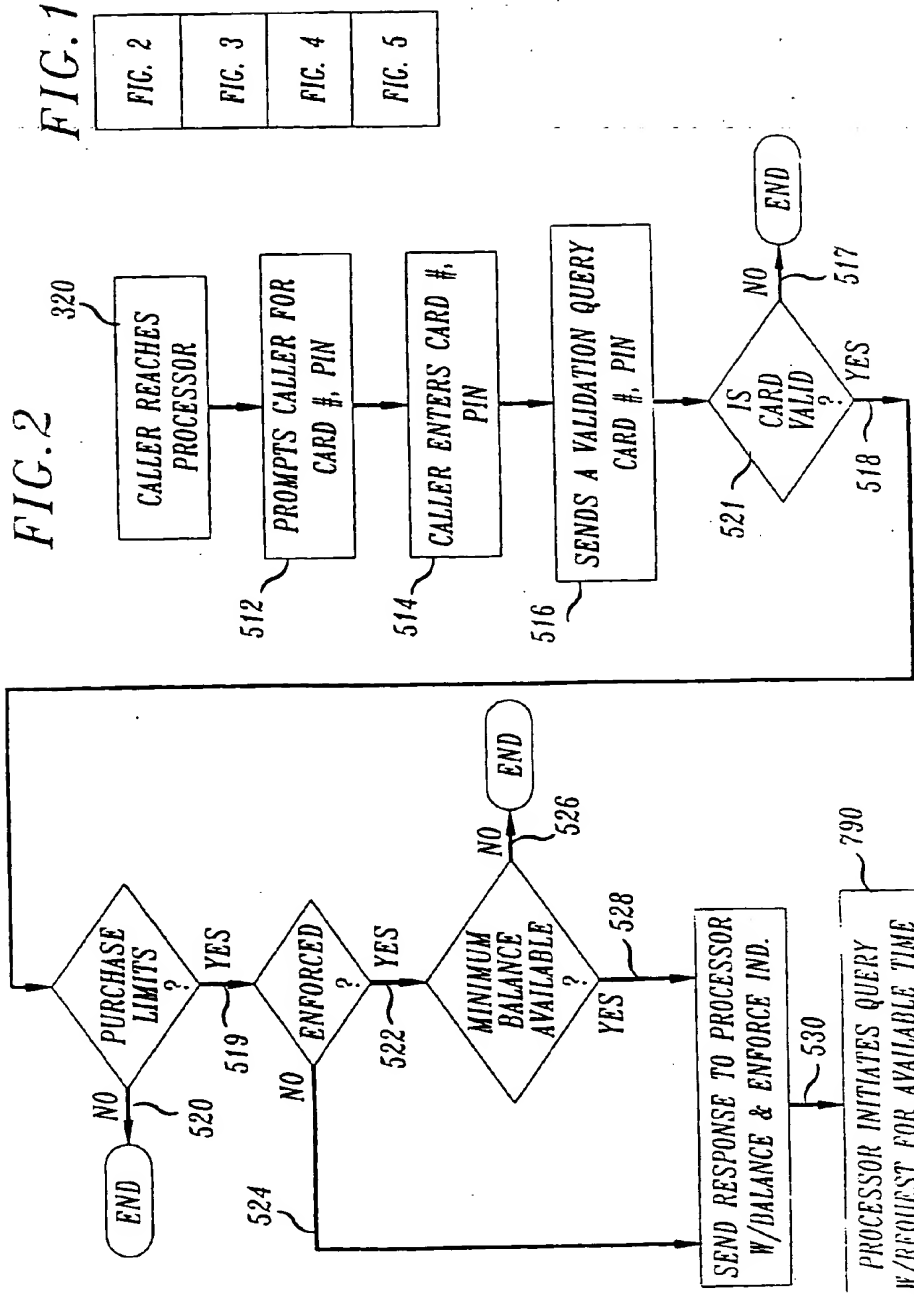 FIG. 1
FIG. 2
FIG. 3
FIG. 4
FIG. 5
FIG.2
320
CALLER REACHES
PROCESSOR
PROMPTS CALLER FOR
CARD #, PIN
512
CALLER ENTERS CARD #,
PIN
514
SENDS A VALIDATION QUERY
CARD #, PIN
516
IS
CARD
VALID
?
521
NO
517
END
YES
518
PURCHASE
LIMITS
?
NO
520
END
YES
519
ENFORCED
?
NO
524
YES
522
MINIMUM
BALANCE
AVAILABLE
?
NO
526
END
YES
528
SEND RESPONSE TO PROCESSOR
W/BALANCE & ENFORCE IND.
530
790
PROCESSOR INITIATES QUERY
W/REQUEST FOR AVAILABLE TIME